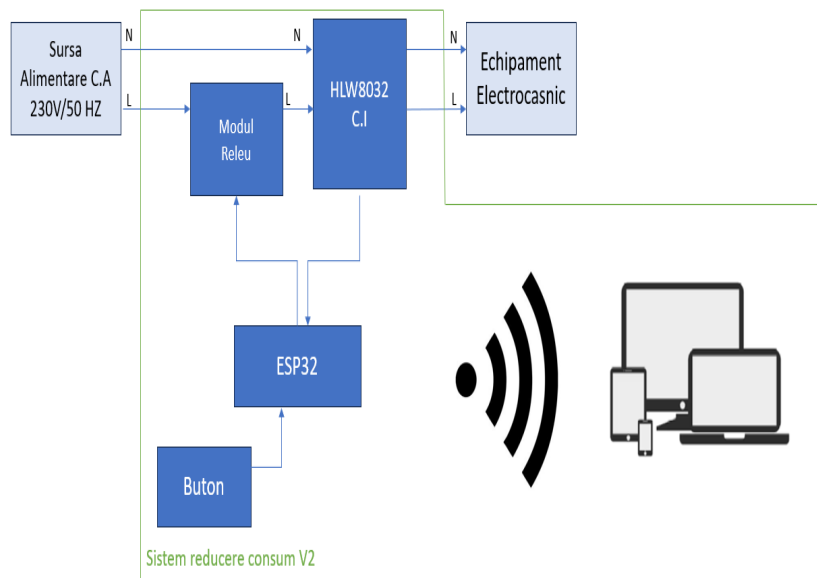 Sursa
Alimentare C.A
230V/50 HZ
N
N
N
L
L
L
Modul
Releu
HLW8032
C.I
Echipament
Electrocasnic
ESP32
Buton
Sistem reducere consum V2